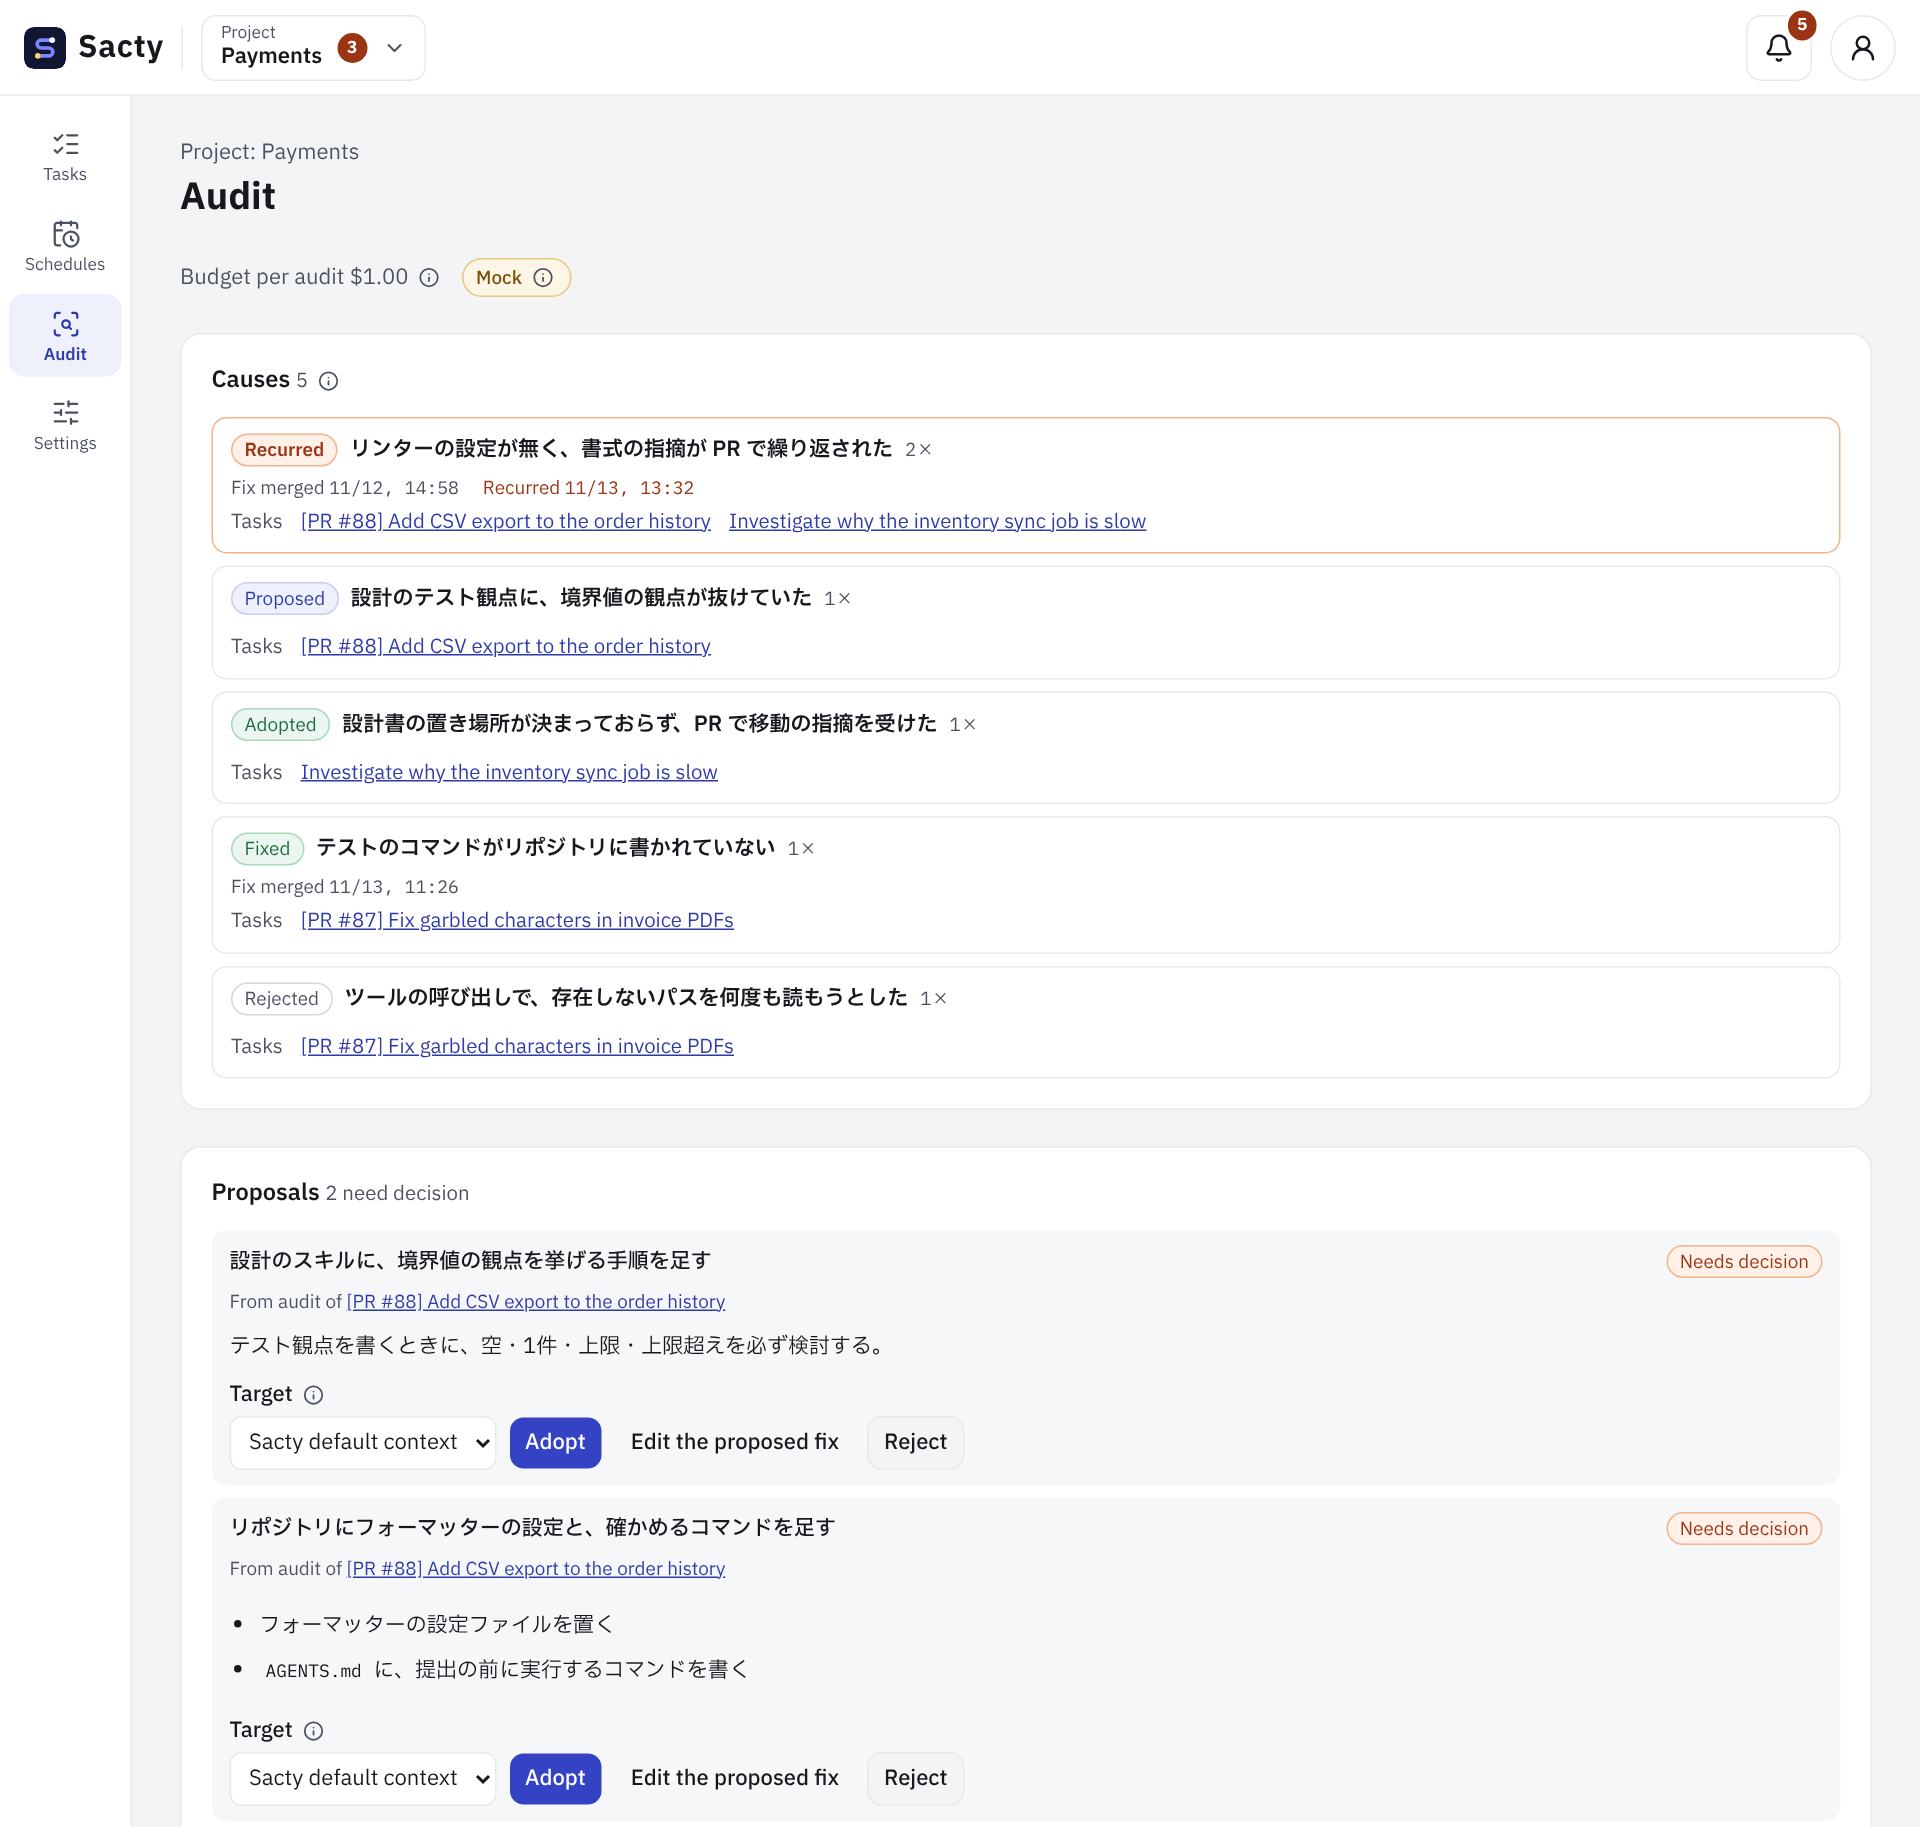 Sacty
Project
Payments 3
5
Tasks
Schedules
Audit
Settings
Project: Payments
Audit
Budget per audit $1.00 Mock
Causes 5
Recurred リンターの設定が無く、書式の指摘が PR で繰り返された 2×
Fix merged 11/12, 14:58 Recurred 11/13, 13:32
Tasks [PR #88] Add CSV export to the order history Investigate why the inventory sync job is slow
Proposed 設計のテスト観点に、境界値の観点が抜けていた 1×
Tasks [PR #88] Add CSV export to the order history
Adopted 設計書の置き場所が決まっておらず、PR で移動の指摘を受けた 1×
Tasks Investigate why the inventory sync job is slow
Fixed テストのコマンドがリポジトリに書かれていない 1×
Fix merged 11/13, 11:26
Tasks [PR #87] Fix garbled characters in invoice PDFs
Rejected ツールの呼び出しで、存在しないパスを何度も読もうとした 1×
Tasks [PR #87] Fix garbled characters in invoice PDFs
Proposals 2 need decision
設計のスキルに、境界値の観点を挙げる手順を足す Needs decision
From audit of [PR #88] Add CSV export to the order history
テスト観点を書くときに、空・1件・上限・上限超えを必ず検討する。
Target
Sacty default context Adopt Edit the proposed fix Reject
リポジトリにフォーマッターの設定と、確かめるコマンドを足す Needs decision
From audit of [PR #88] Add CSV export to the order history
• フォーマッターの設定ファイルを置く
• AGENTS.md に、提出の前に実行するコマンドを書く
Target
Sacty default context Adopt Edit the proposed fix Reject